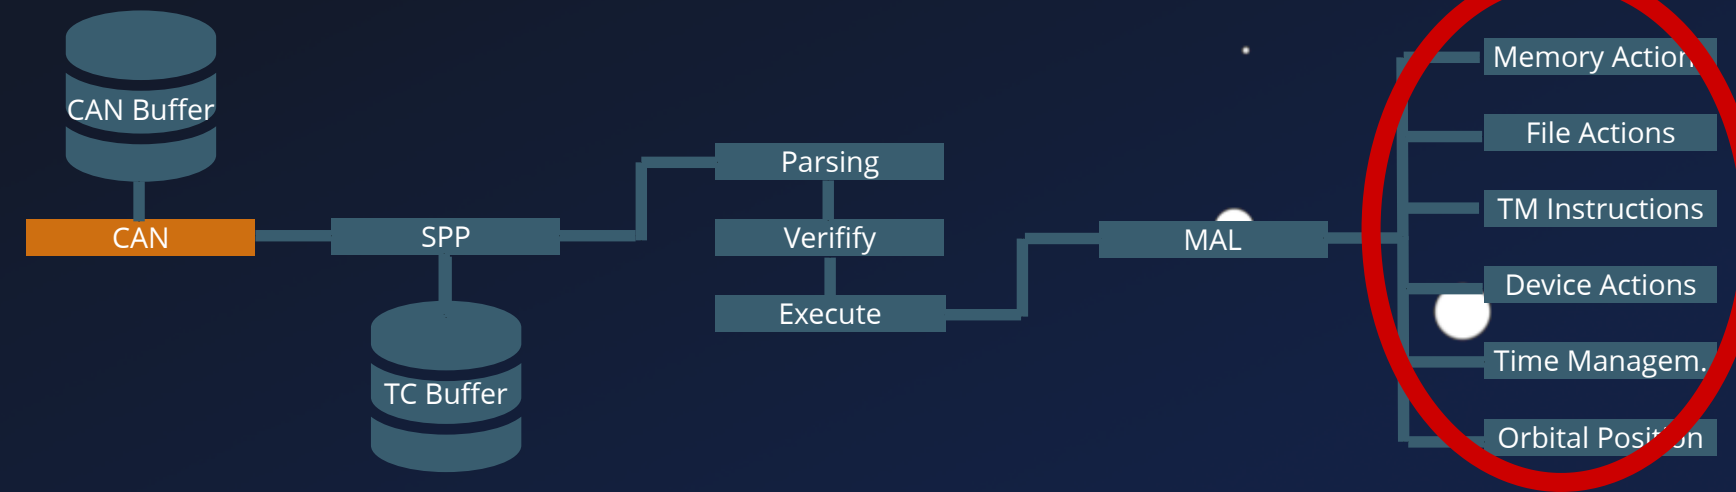 CAN Buffer
CAN
SPP
TC Buffer
Parsing
Verifify
Execute
MAL
Memory Action
File Actions
TM Instructions
Device Actions
Time Managem.
Orbital Position